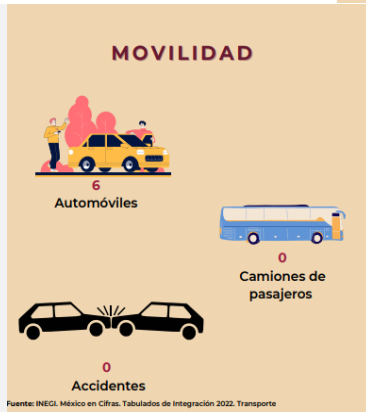 MOVILIDAD
6
Automóviles
0
Camiones de
pasajeros
0
Accidentes
Fuente: INEGI. México en Cifras. Tabulados de Integración 2022. Transporte